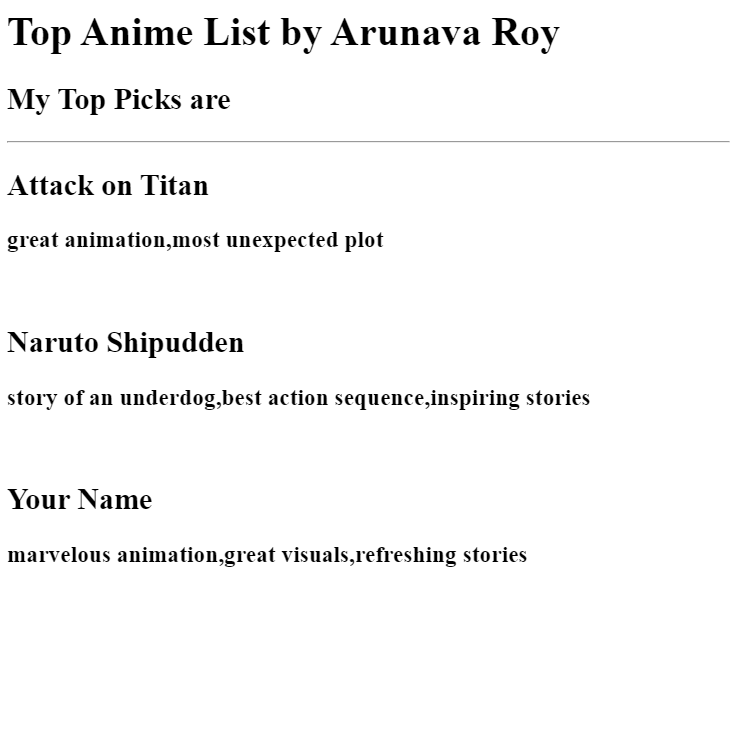 Top Anime List by Arunava Roy
My Top Picks are
Attack on Titan
great animation,most unexpected plot
Naruto Shipudden
story of an underdog,best action sequence,inspiring stories
Your Name
marvelous animation,great visuals,refreshing stories